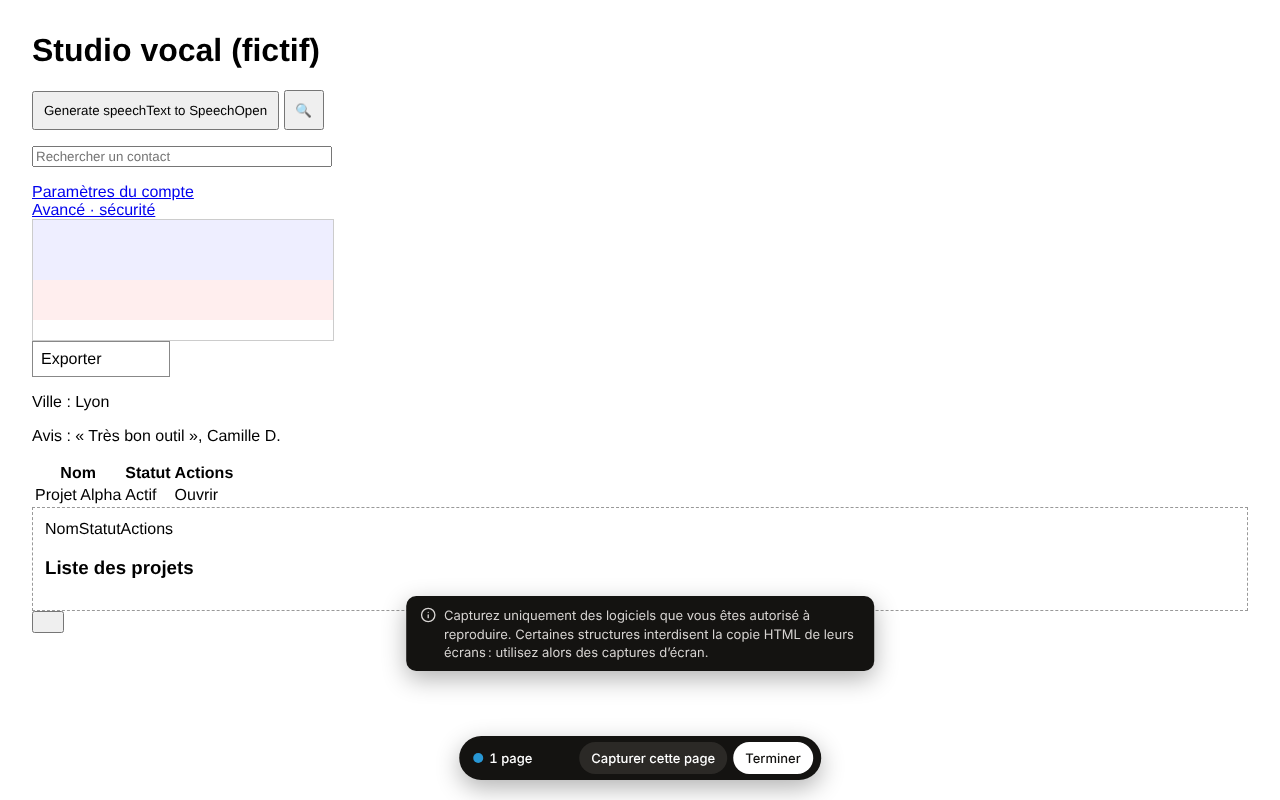 Studio vocal (fictif)
Generate speechText to SpeechOpen
Rechercher un contact
Paramètres du compte
Avancé · sécurité
Exporter
Ville : Lyon
Avis : « Très bon outil », Camille D.
Nom Statut Actions
Projet Alpha Actif Ouvrir
NomStatutActions
Liste des projets
Capturez uniquement des logiciels que vous êtes autorisé à
reproduire. Certaines structures interdisent la copie HTML de leurs
écrans : utilisez alors des captures d’écran.
1 page Capturer cette page Terminer